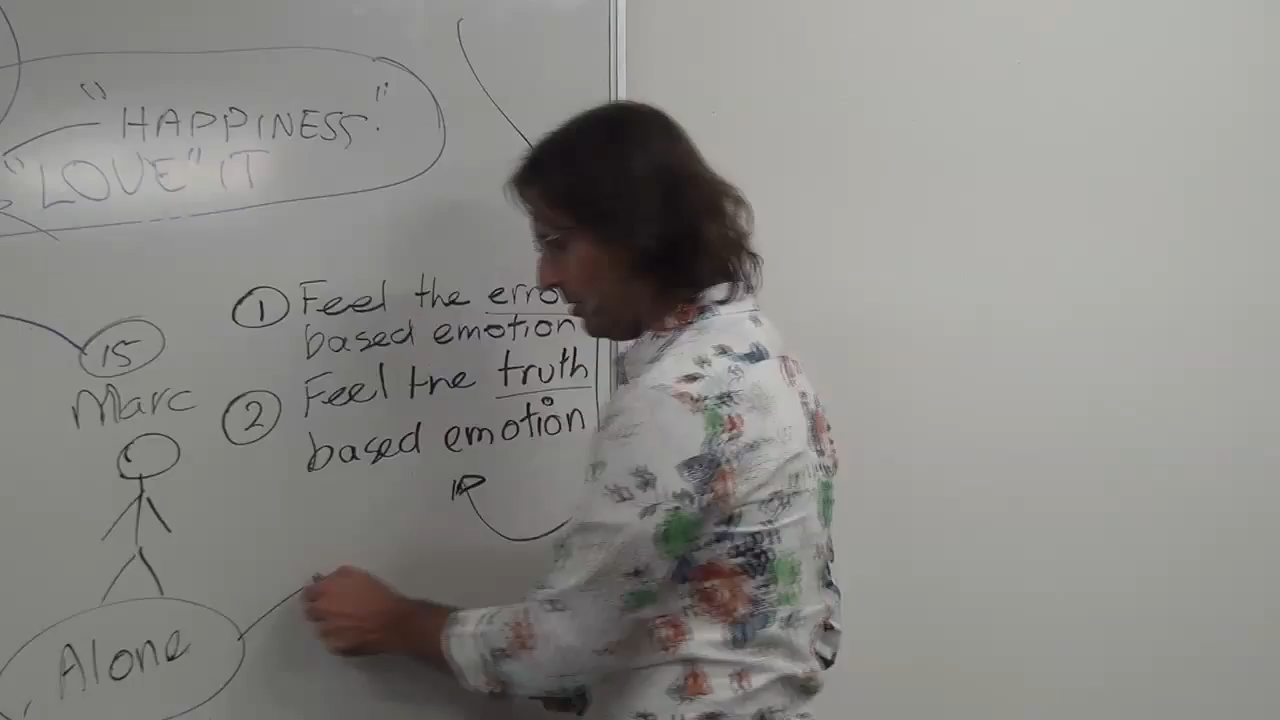 "HAPPINESS."
"LOVE" IT
① Feel the erro
based emotion
② Feel the truth
based emotion
15
Marc
Alone